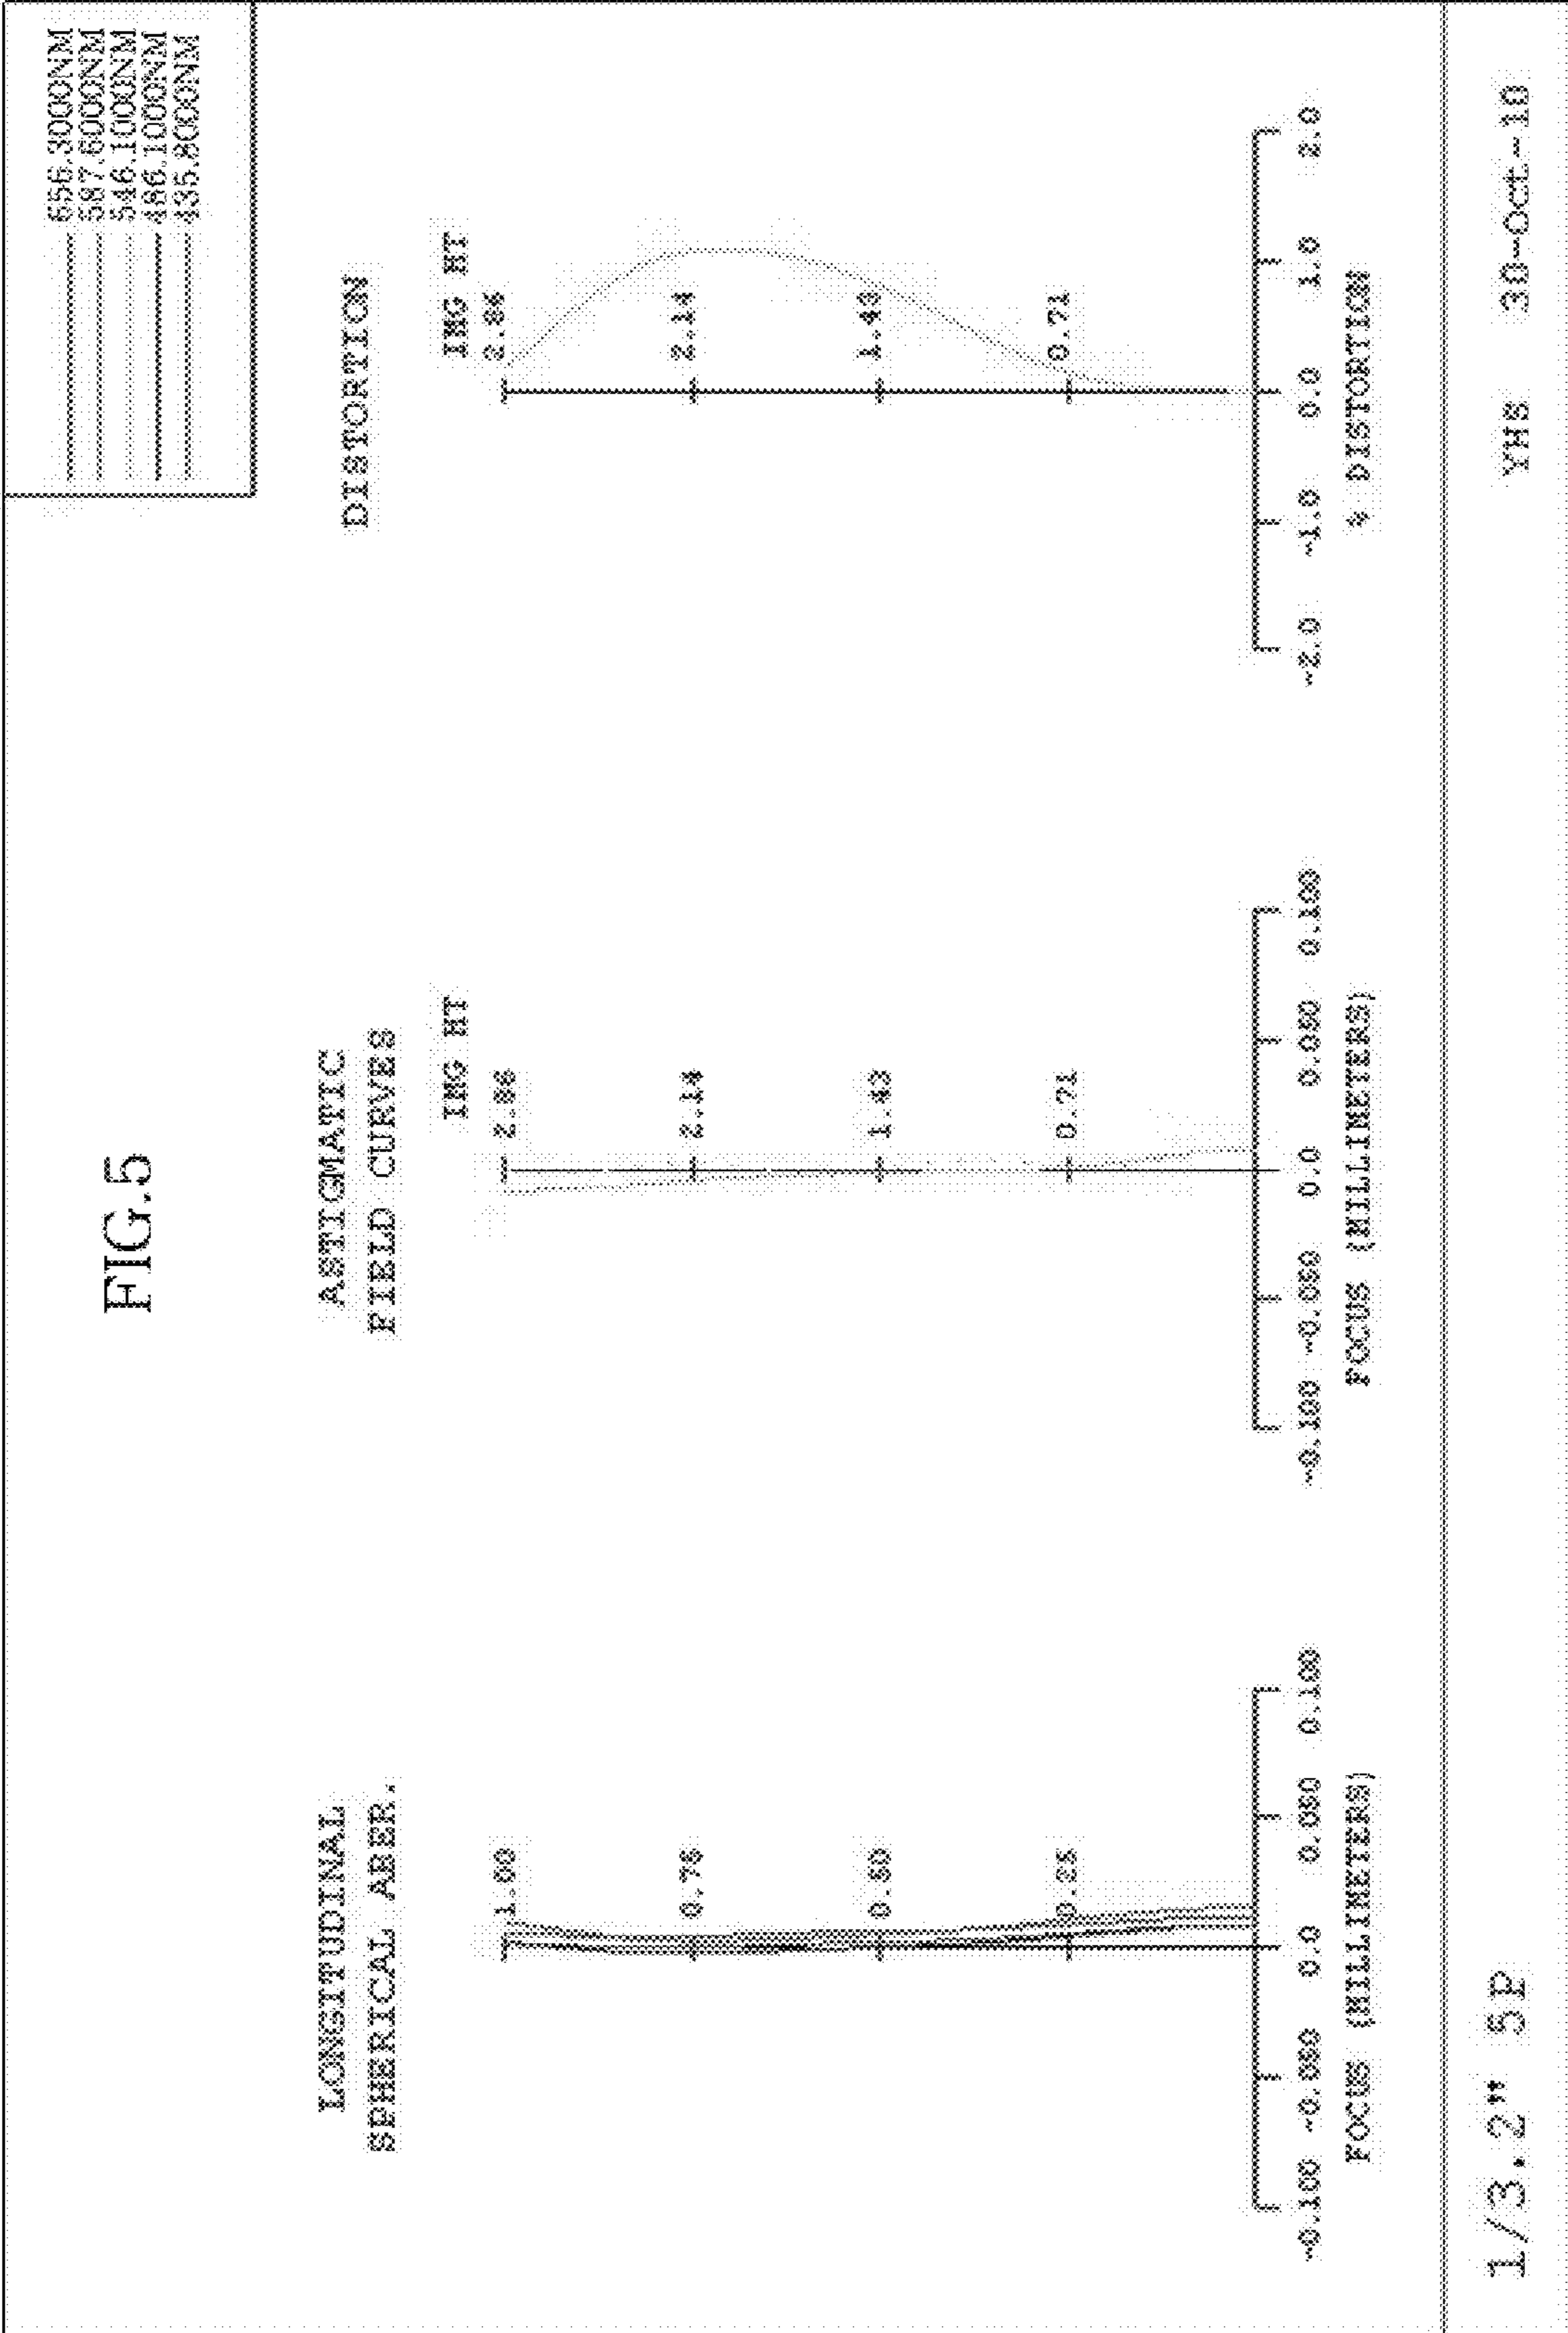 FIG.5
656.3000NM
587.6000NM
546.1000NM
486.1000NM
435.8000NM
LONGITUDINAL
SPHERICAL ABER.
1.00
0.75
0.50
0.25
-0.100 -0.050 0.0 0.050 0.100
FOCUS (MILLIMETERS)
ASTIGMATIC
FIELD CURVES
IMG HT
2.86
2.14
1.43
0.71
-0.100 -0.050 0.0 0.050 0.100
FOCUS (MILLIMETERS)
DISTORTION
IMG HT
2.86
2.14
1.43
0.71
-2.0 -1.0 0.0 1.0 2.0
% DISTORTION
1/3.2" 5P
YHS 30-Oct-10